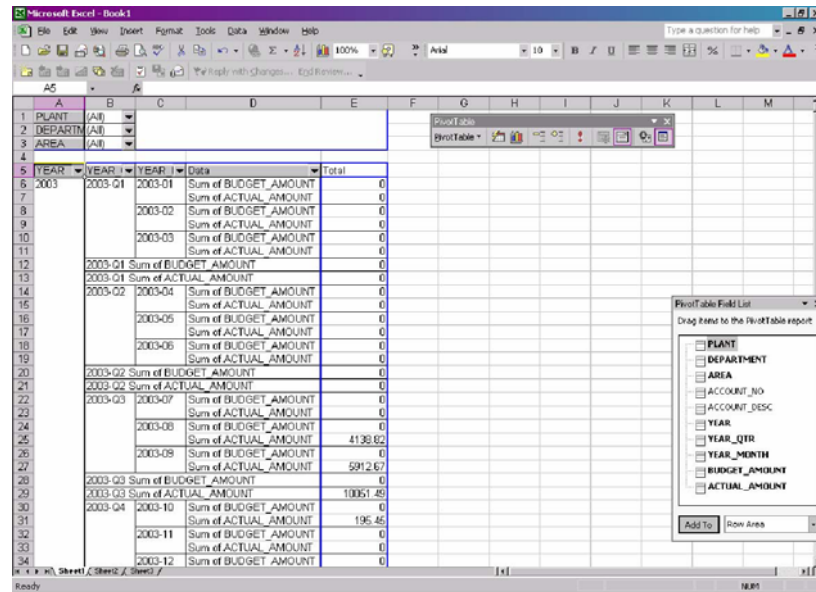 Microsoft Excel - Book1
File Edit View Insert Format Tools Data Window Help
Type a question for help
100%
Arial
10
B I U
%
Reply with Changes... End Review...
A5
fx
A B C D E F G H I J K L M
1 PLANT (All)
2 DEPARTM (All)
3 AREA (All)
4
5 YEAR YEAR YEAR Data Total
6 2003 2003-Q1 2003-01 Sum of BUDGET_AMOUNT 0
7 Sum of ACTUAL_AMOUNT 0
8 2003-02 Sum of BUDGET_AMOUNT 0
9 Sum of ACTUAL_AMOUNT 0
10 2003-03 Sum of BUDGET_AMOUNT 0
11 Sum of ACTUAL_AMOUNT 0
12 2003-Q1 Sum of BUDGET_AMOUNT 0
13 2003-Q1 Sum of ACTUAL_AMOUNT 0
14 2003-Q2 2003-04 Sum of BUDGET_AMOUNT 0
15 Sum of ACTUAL_AMOUNT 0
16 2003-05 Sum of BUDGET_AMOUNT 0
17 Sum of ACTUAL_AMOUNT 0
18 2003-06 Sum of BUDGET_AMOUNT 0
19 Sum of ACTUAL_AMOUNT 0
20 2003-Q2 Sum of BUDGET_AMOUNT 0
21 2003-Q2 Sum of ACTUAL_AMOUNT 0
22 2003-Q3 2003-07 Sum of BUDGET_AMOUNT 0
23 Sum of ACTUAL_AMOUNT 0
24 2003-08 Sum of BUDGET_AMOUNT 0
25 Sum of ACTUAL_AMOUNT 4138.82
26 2003-09 Sum of BUDGET_AMOUNT 0
27 Sum of ACTUAL_AMOUNT 5912.67
28 2003-Q3 Sum of BUDGET_AMOUNT 0
29 2003-Q3 Sum of ACTUAL_AMOUNT 10051.49
30 2003-Q4 2003-10 Sum of BUDGET_AMOUNT 0
31 Sum of ACTUAL_AMOUNT 195.45
32 2003-11 Sum of BUDGET_AMOUNT 0
33 Sum of ACTUAL_AMOUNT 0
34 2003-12 Sum of BUDGET_AMOUNT 0
PivotTable
PivotTable
PivotTable Field List
Drag items to the PivotTable report
PLANT
DEPARTMENT
AREA
ACCOUNT_NO
ACCOUNT_DESC
YEAR
YEAR_QTR
YEAR_MONTH
BUDGET_AMOUNT
ACTUAL_AMOUNT
Add To Row Area
Sheet1 Sheet2 Sheet3
Ready
NUM